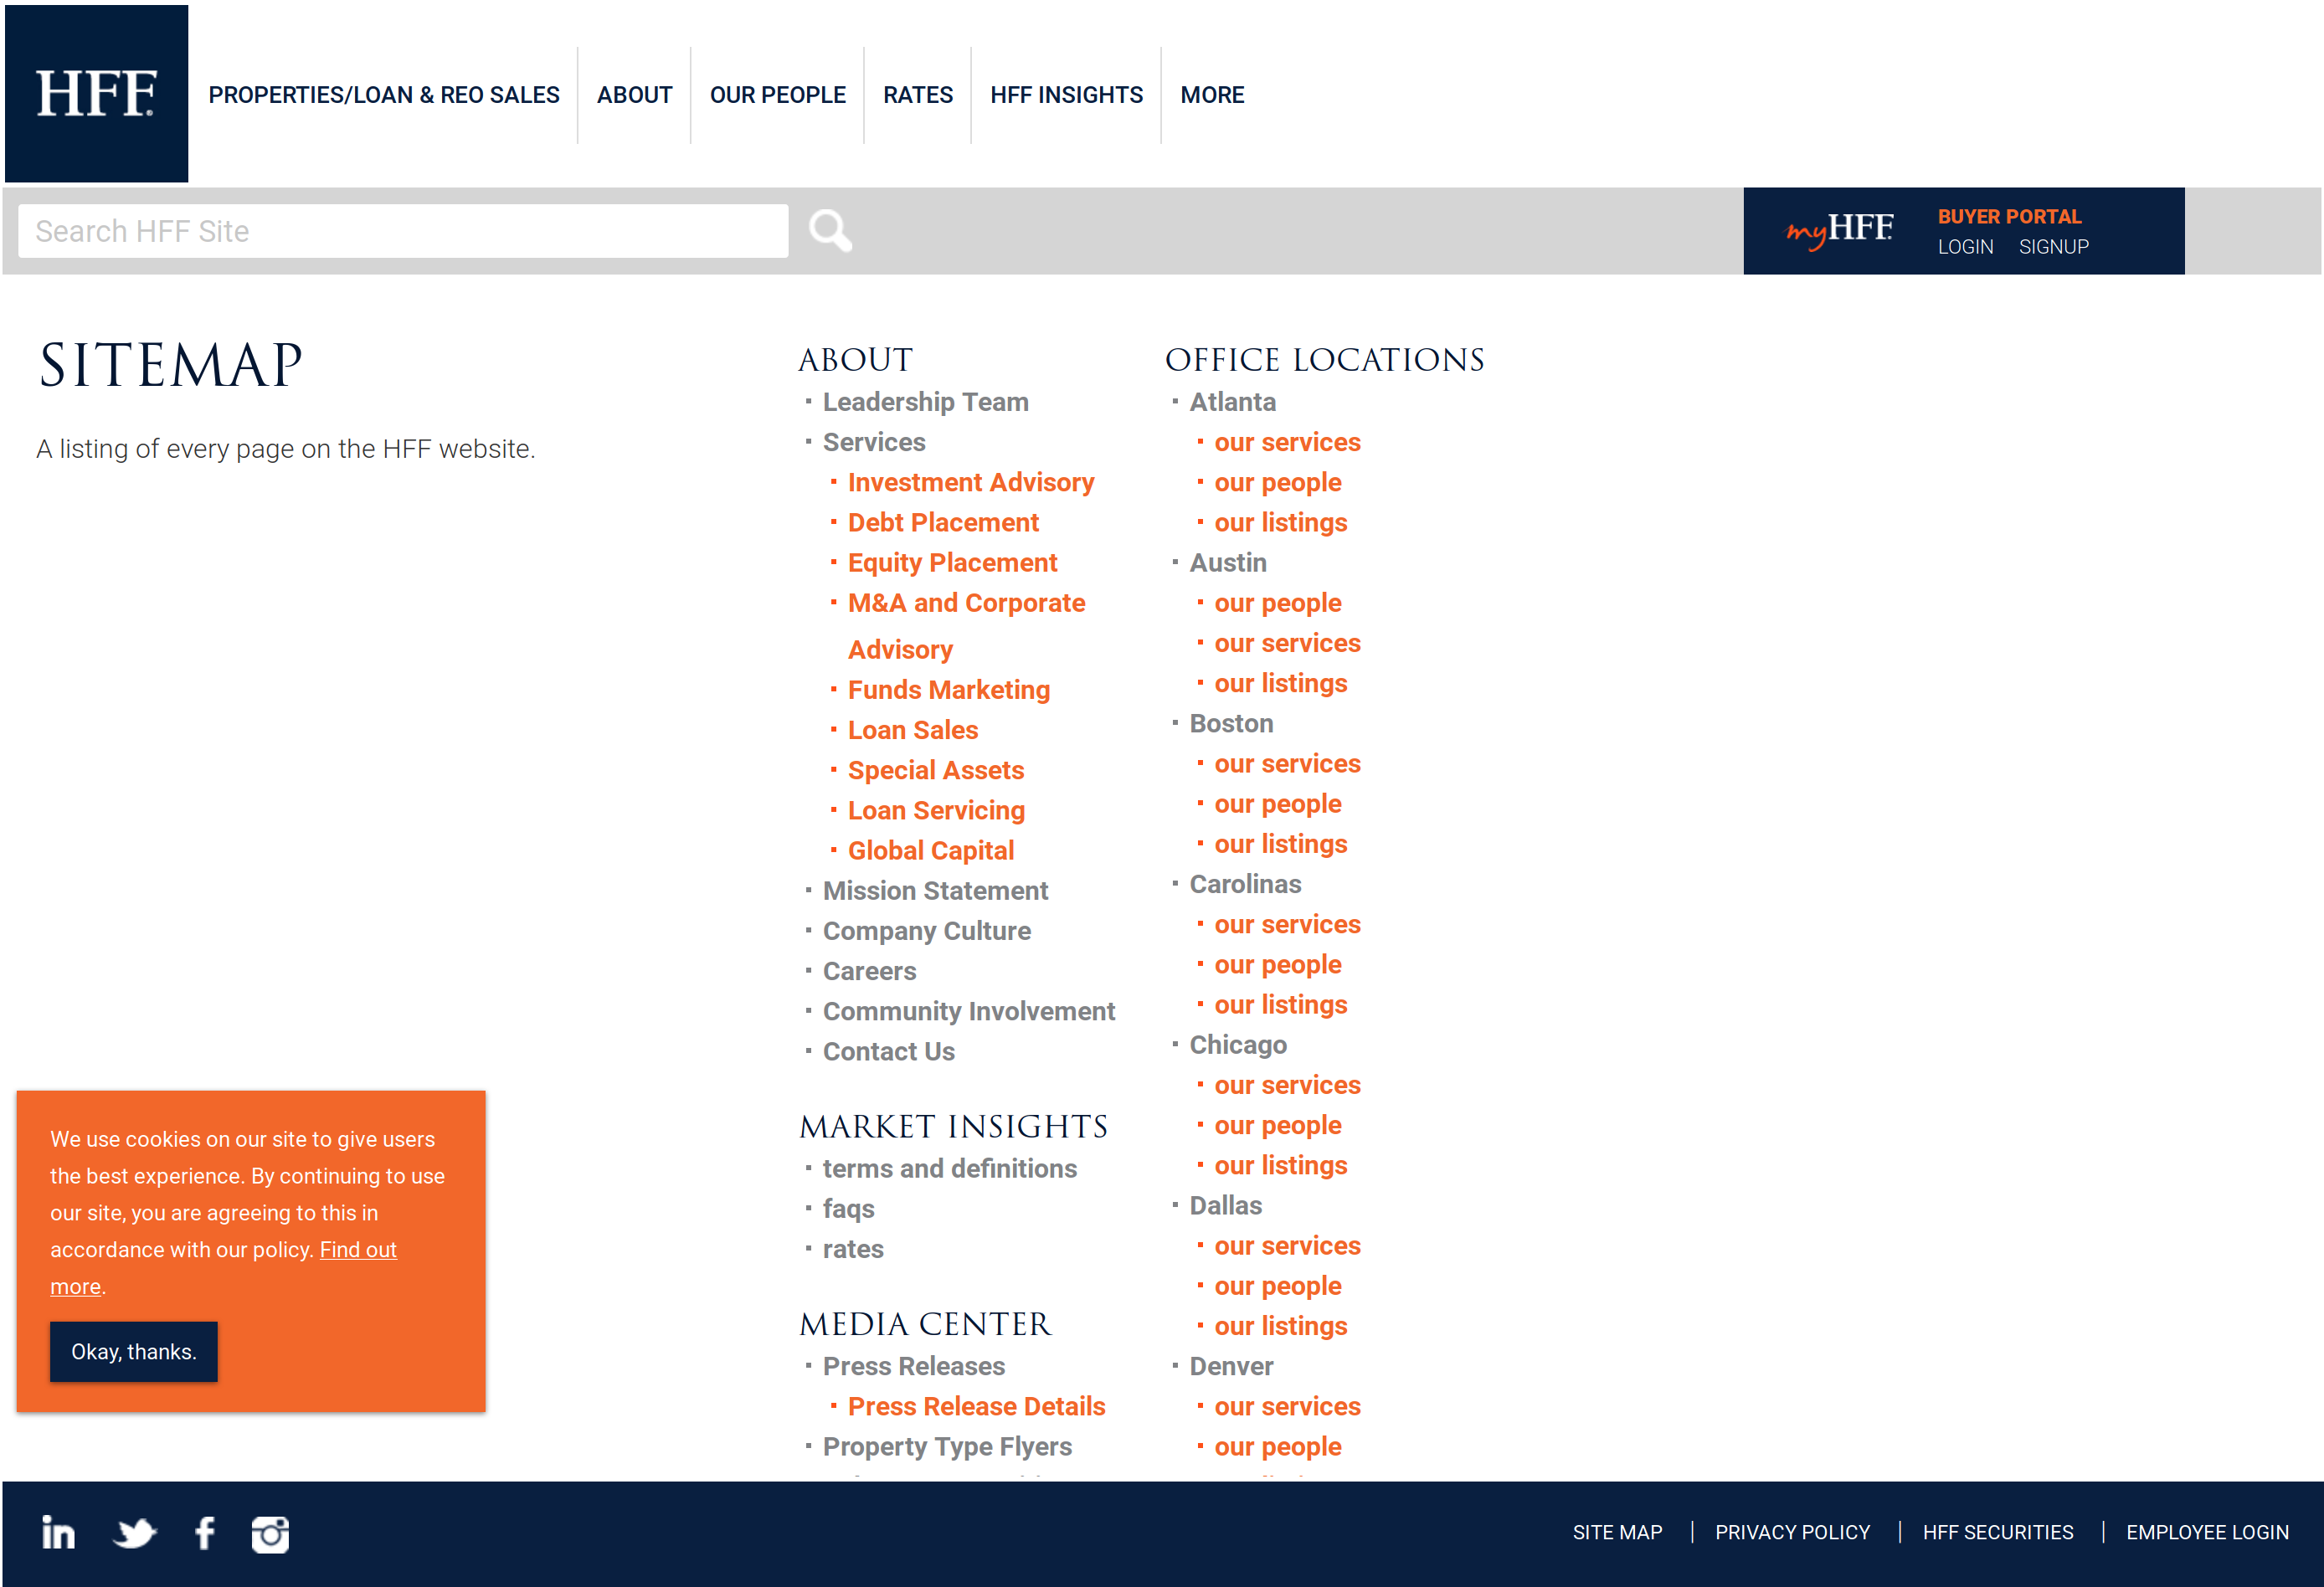 HFF
PROPERTIES/LOAN & REO SALES
ABOUT
OUR PEOPLE
RATES
HFF INSIGHTS
MORE
Search HFF Site
myHFF
BUYER PORTAL
LOGIN SIGNUP
SITEMAP
A listing of every page on the HFF website.
ABOUT
Leadership Team
Services
Investment Advisory
Debt Placement
Equity Placement
M&A and Corporate
Advisory
Funds Marketing
Loan Sales
Special Assets
Loan Servicing
Global Capital
Mission Statement
Company Culture
Careers
Community Involvement
Contact Us
MARKET INSIGHTS
terms and definitions
faqs
rates
MEDIA CENTER
Press Releases
Press Release Details
Property Type Flyers
OFFICE LOCATIONS
Atlanta
our services
our people
our listings
Austin
our people
our services
our listings
Boston
our services
our people
our listings
Carolinas
our services
our people
our listings
Chicago
our services
our people
our listings
Dallas
our services
our people
our listings
Denver
our services
our people
We use cookies on our site to give users
the best experience. By continuing to use
our site, you are agreeing to this in
accordance with our policy. Find out
more.
Okay, thanks.
in
f
SITE MAP
PRIVACY POLICY
HFF SECURITIES
EMPLOYEE LOGIN